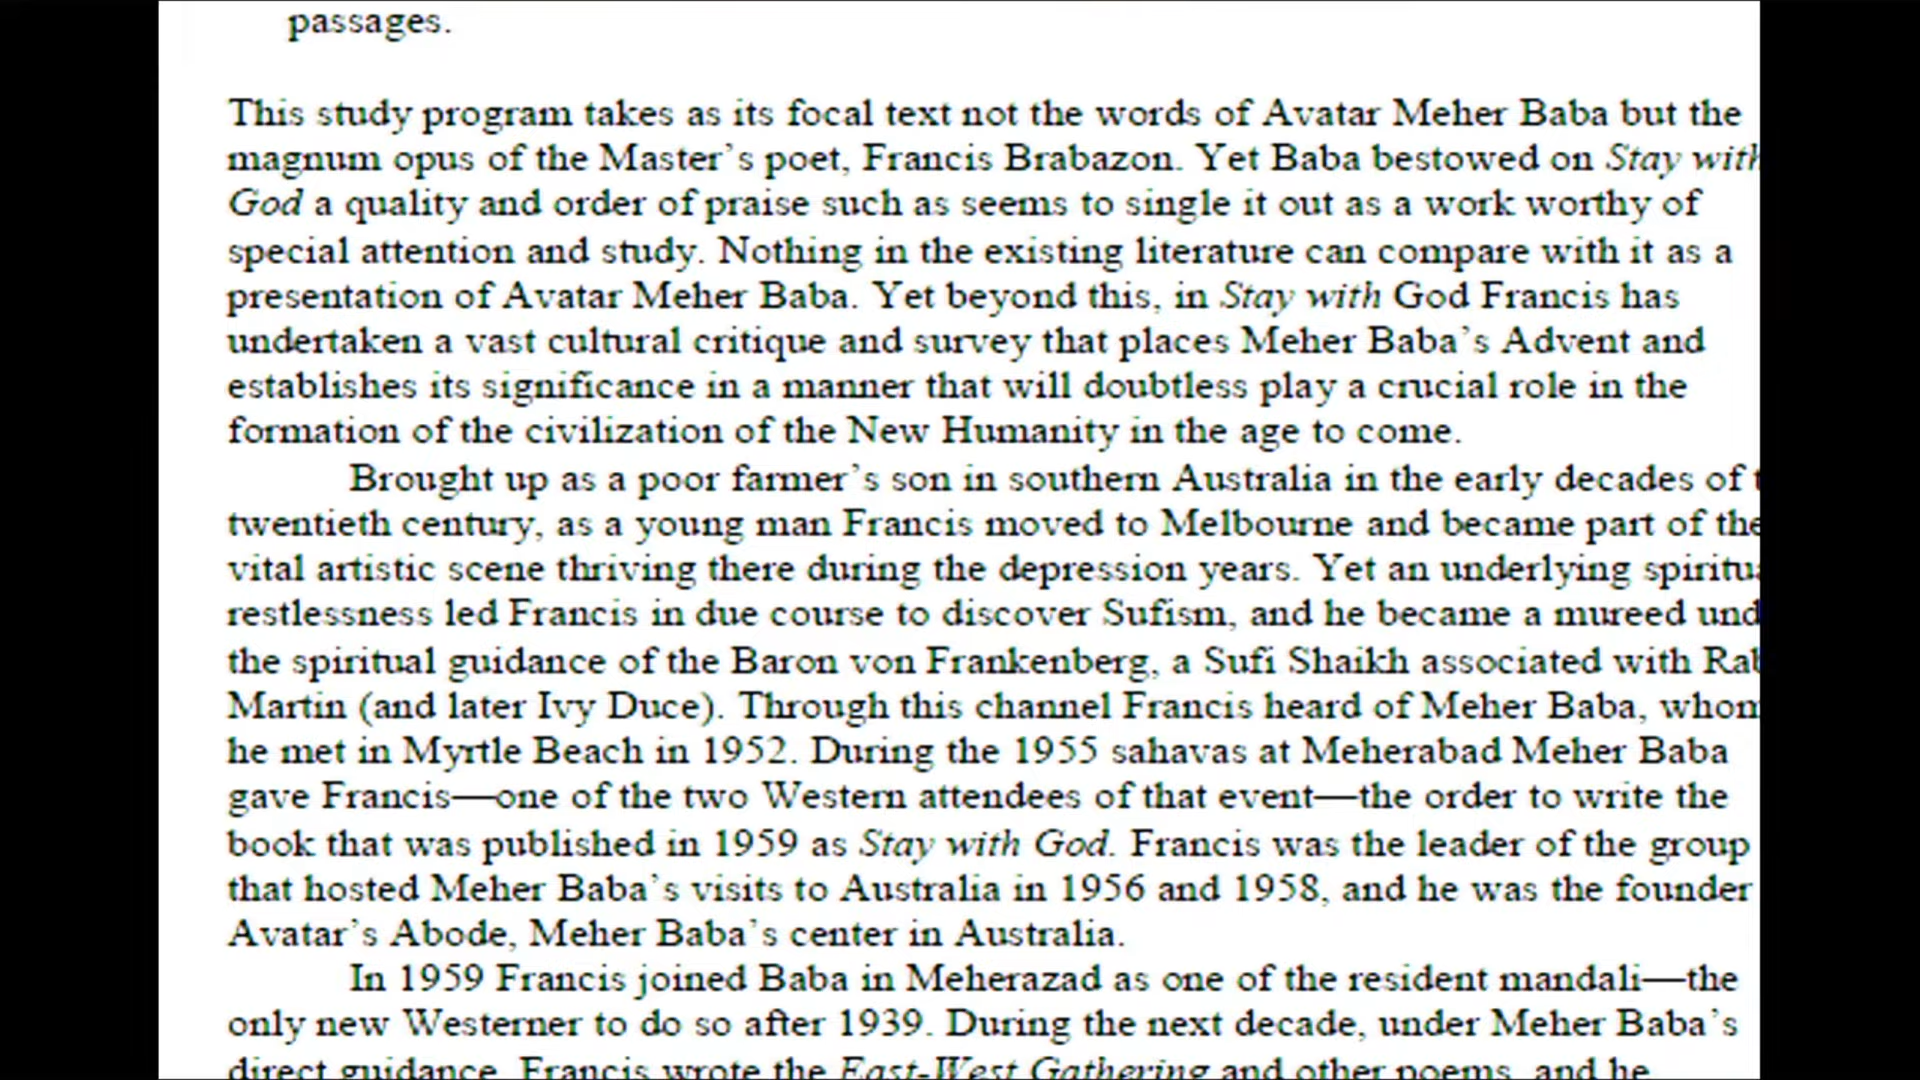 passages.
This study program takes as its focal text not the words of Avatar Meher Baba but the
magnum opus of the Master’s poet, Francis Brabazon. Yet Baba bestowed on Stay with
God a quality and order of praise such as seems to single it out as a work worthy of
special attention and study. Nothing in the existing literature can compare with it as a
presentation of Avatar Meher Baba. Yet beyond this, in Stay with God Francis has
undertaken a vast cultural critique and survey that places Meher Baba’s Advent and
establishes its significance in a manner that will doubtless play a crucial role in the
formation of the civilization of the New Humanity in the age to come.
Brought up as a poor farmer’s son in southern Australia in the early decades of
twentieth century, as a young man Francis moved to Melbourne and became part of the
vital artistic scene thriving there during the depression years. Yet an underlying
restlessness led Francis in due course to discover Sufism, and he became a mureed
the spiritual guidance of the Baron von Frankenberg, a Sufi Shaikh associated with
Martin (and later Ivy Duce). Through this channel Francis heard of Meher Baba, whom
he met in Myrtle Beach in 1952. During the 1955 sahavas at Meherabad Meher Baba
gave Francis—one of the two Western attendees of that event—the order to write the
book that was published in 1959 as Stay with God. Francis was the leader of the group
that hosted Meher Baba’s visits to Australia in 1956 and 1958, and he was the founder
Avatar’s Abode, Meher Baba’s center in Australia.
In 1959 Francis joined Baba in Meherazad as one of the resident mandali—the
only new Westerner to do so after 1939. During the next decade, under Meher Baba’s
direct guidance, Francis wrote the East-West Gathering and other poems, and he